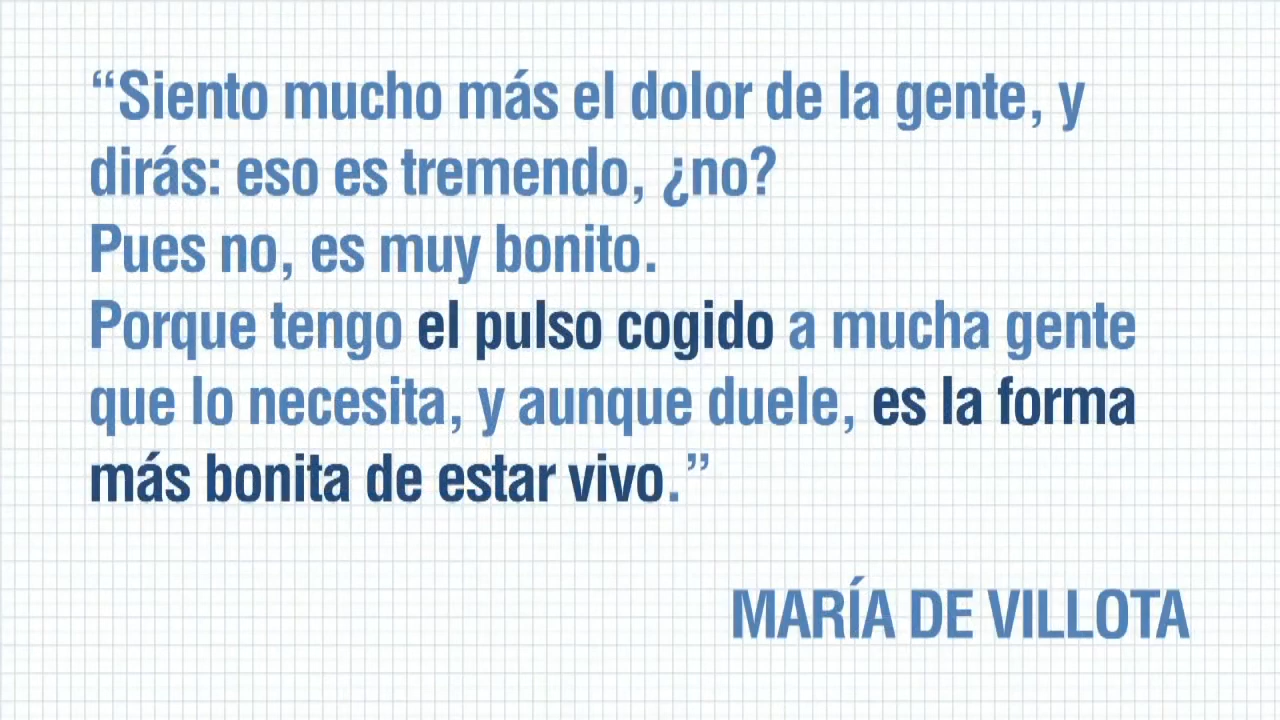 “Siento mucho más el dolor de la gente, y
dirás: eso es tremendo, ¿no?
Pues no, es muy bonito.
Porque tengo el pulso cogido a mucha gente
que lo necesita, y aunque duele, es la forma
más bonita de estar vivo.”
MARÍA DE VILLOTA